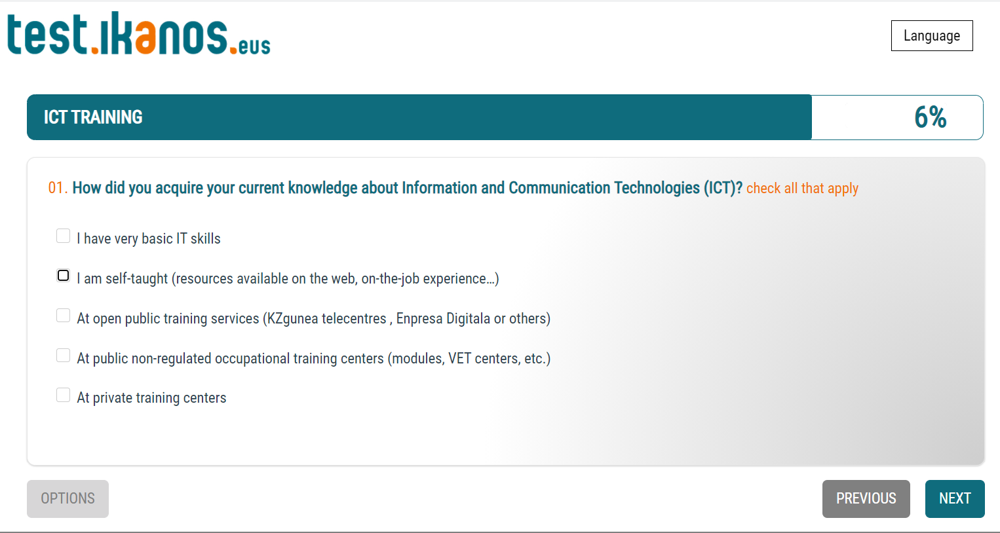 test.ikanos.eus
Language
ICT TRAINING
6%
01. How did you acquire your current knowledge about Information and Communication Technologies (ICT)? check all that apply
I have very basic IT skills
I am self-taught (resources available on the web, on-the-job experience...)
At open public training services (KZgunea telecentres , Enpresa Digitala or others)
At public non-regulated occupational training centers (modules, VET centers, etc.)
At private training centers
OPTIONS
PREVIOUS
NEXT